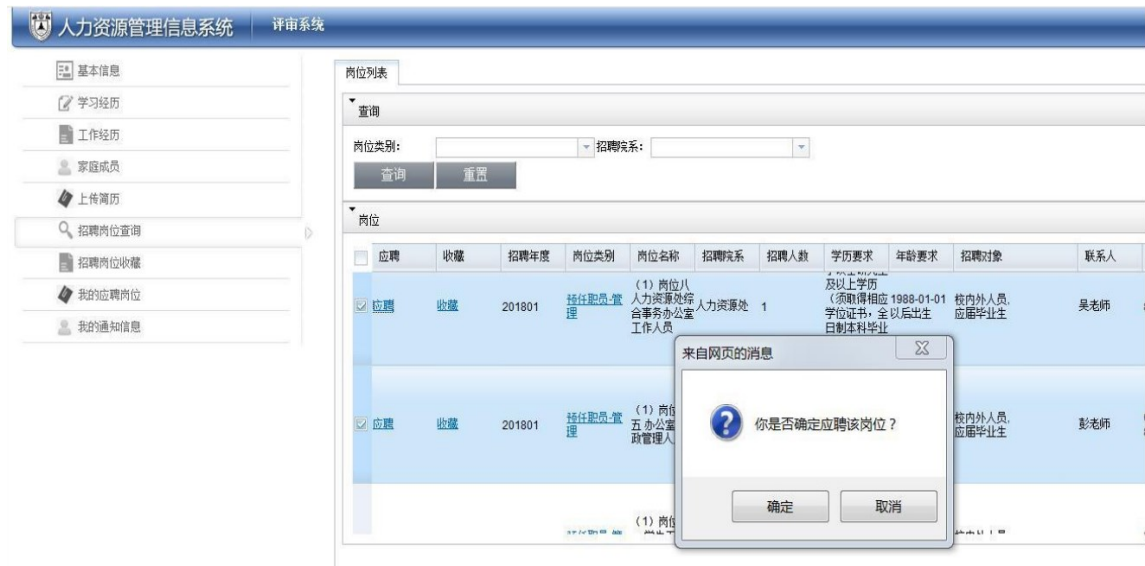 人力资源管理信息系统 评审系统
基本信息
学习经历
工作经历
家庭成员
上传简历
招聘岗位查询
招聘岗位收藏
我的应聘岗位
我的通知信息
岗位列表
查询
岗位类别: 招聘院系:
查询 重置
岗位
应聘 收藏 招聘年度 岗位类别 岗位名称 招聘院系 招聘人数 学历要求 年龄要求 招聘对象 联系人
应聘 收藏 201801 预任职员-管
理
(1)岗位八
人力资源处综
合事务办公室
工作人员
人力资源处 1
及以上学历
(须取得相应
学位证书,全
日制本科毕业
1988-01-01
以后出生
校内外人员,
应届毕业生
吴老师
应聘 收藏 201801 预任职员-管
理
(1)岗位
五 办公室
政管理人
校内外人员,
应届毕业生
彭老师
(1)岗位
来自网页的消息
你是否确定应聘该岗位?
确定 取消